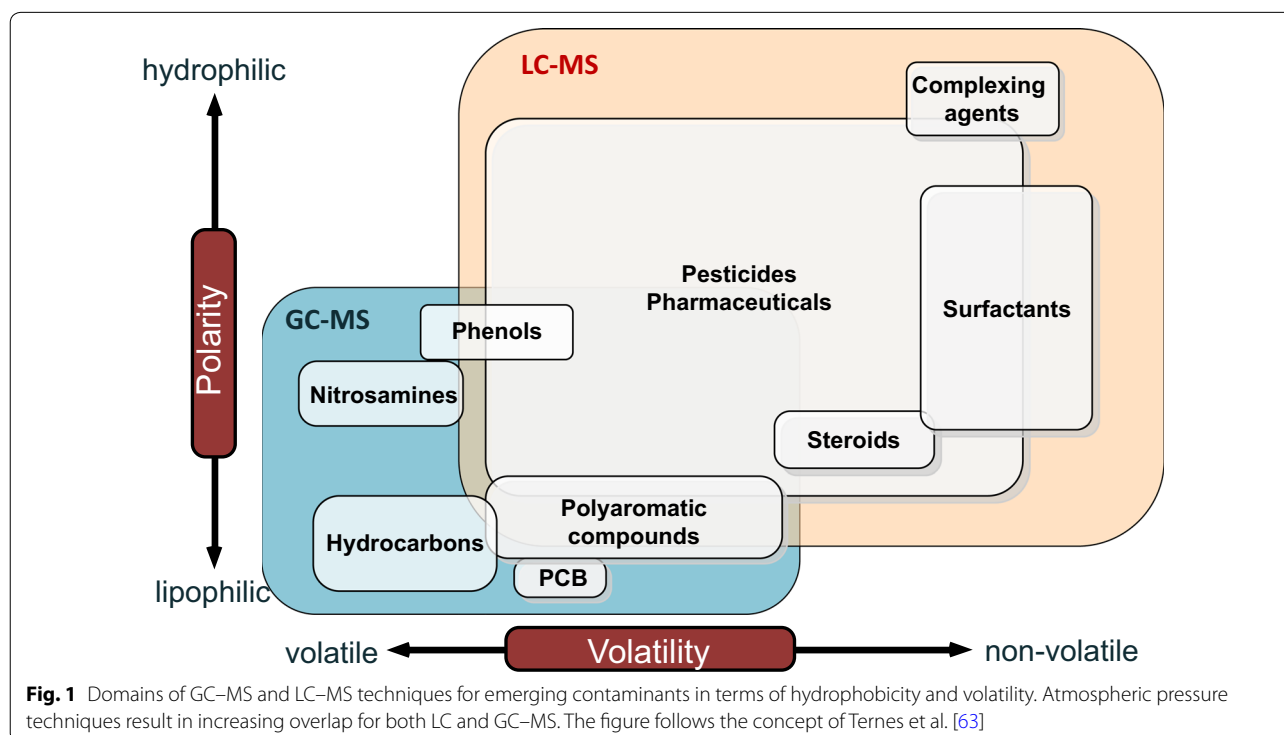 hydrophilic
LC-MS
Complexing
agents
Polarity
Pesticides
Pharmaceuticals
Surfactants
GC-MS
Phenols
Nitrosamines
Steroids
Polyaromatic
compounds
Hydrocarbons
PCB
lipophilic
volatile
Volatility
non-volatile
Fig. 1 Domains of GC–MS and LC–MS techniques for emerging contaminants in terms of hydrophobicity and volatility. Atmospheric pressure
techniques result in increasing overlap for both LC and GC–MS. The figure follows the concept of Ternes et al. [63]